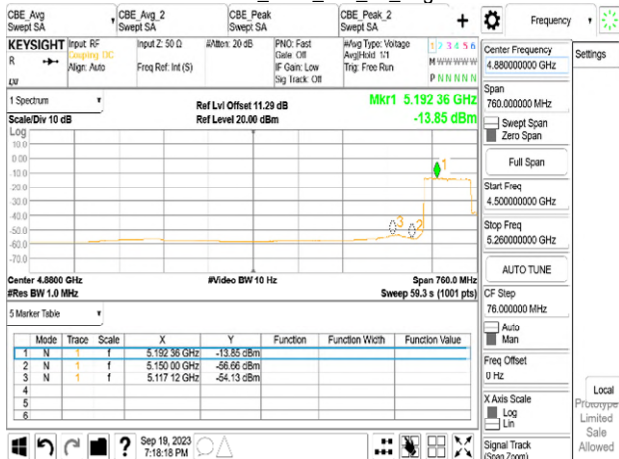 CBE_Avg
Swept SA
CBE_Avg_2
Swept SA
CBE_Peak
Swept SA
CBE_Peak_2
Swept SA
+
Frequency
KEYSIGHT
R
Input: RF
Coupling: DC
Align: Auto
Input Z: 50 Ω
Freq Ref: Int (S)
#Atten: 20 dB
PNO: Fast
Gate: Off
IF Gain: Low
Sig Track: Off
#Avg Type: Voltage
Avg|Hold: 1/1
Trig: Free Run
1 2 3 4 5 6
M W W W W W
P N N N N N
Center Frequency
4.880000000 GHz
Settings
Span
760.000000 MHz
Swept Span
Zero Span
Full Span
Start Freq
4.500000000 GHz
Stop Freq
5.260000000 GHz
AUTO TUNE
CF Step
76.000000 MHz
Auto
Man
Freq Offset
0 Hz
X Axis Scale
Log
Lin
Signal Track
(Span Zoom)
Local
Prototype
Limited
Sale
Allowed
1 Spectrum
Scale/Div 10 dB
Ref Lvl Offset 11.29 dB
Ref Level 20.00 dBm
Mkr1 5.192 36 GHz
-13.85 dBm
Log
10.0
0.00
-10.0
-20.0
-30.0
-40.0
-50.0
-60.0
-70.0
1
3
2
Center 4.8800 GHz
#Res BW 1.0 MHz
#Video BW 10 Hz
Span 760.0 MHz
Sweep 59.3 s (1001 pts)
5 Marker Table
Mode Trace Scale X Y Function Function Width Function Value
1 N 1 f 5.192 36 GHz -13.85 dBm
2 N 1 f 5.150 00 GHz -56.66 dBm
3 N 1 f 5.117 12 GHz -54.13 dBm
4
5
6
?
Sep 19, 2023
7:18:18 PM